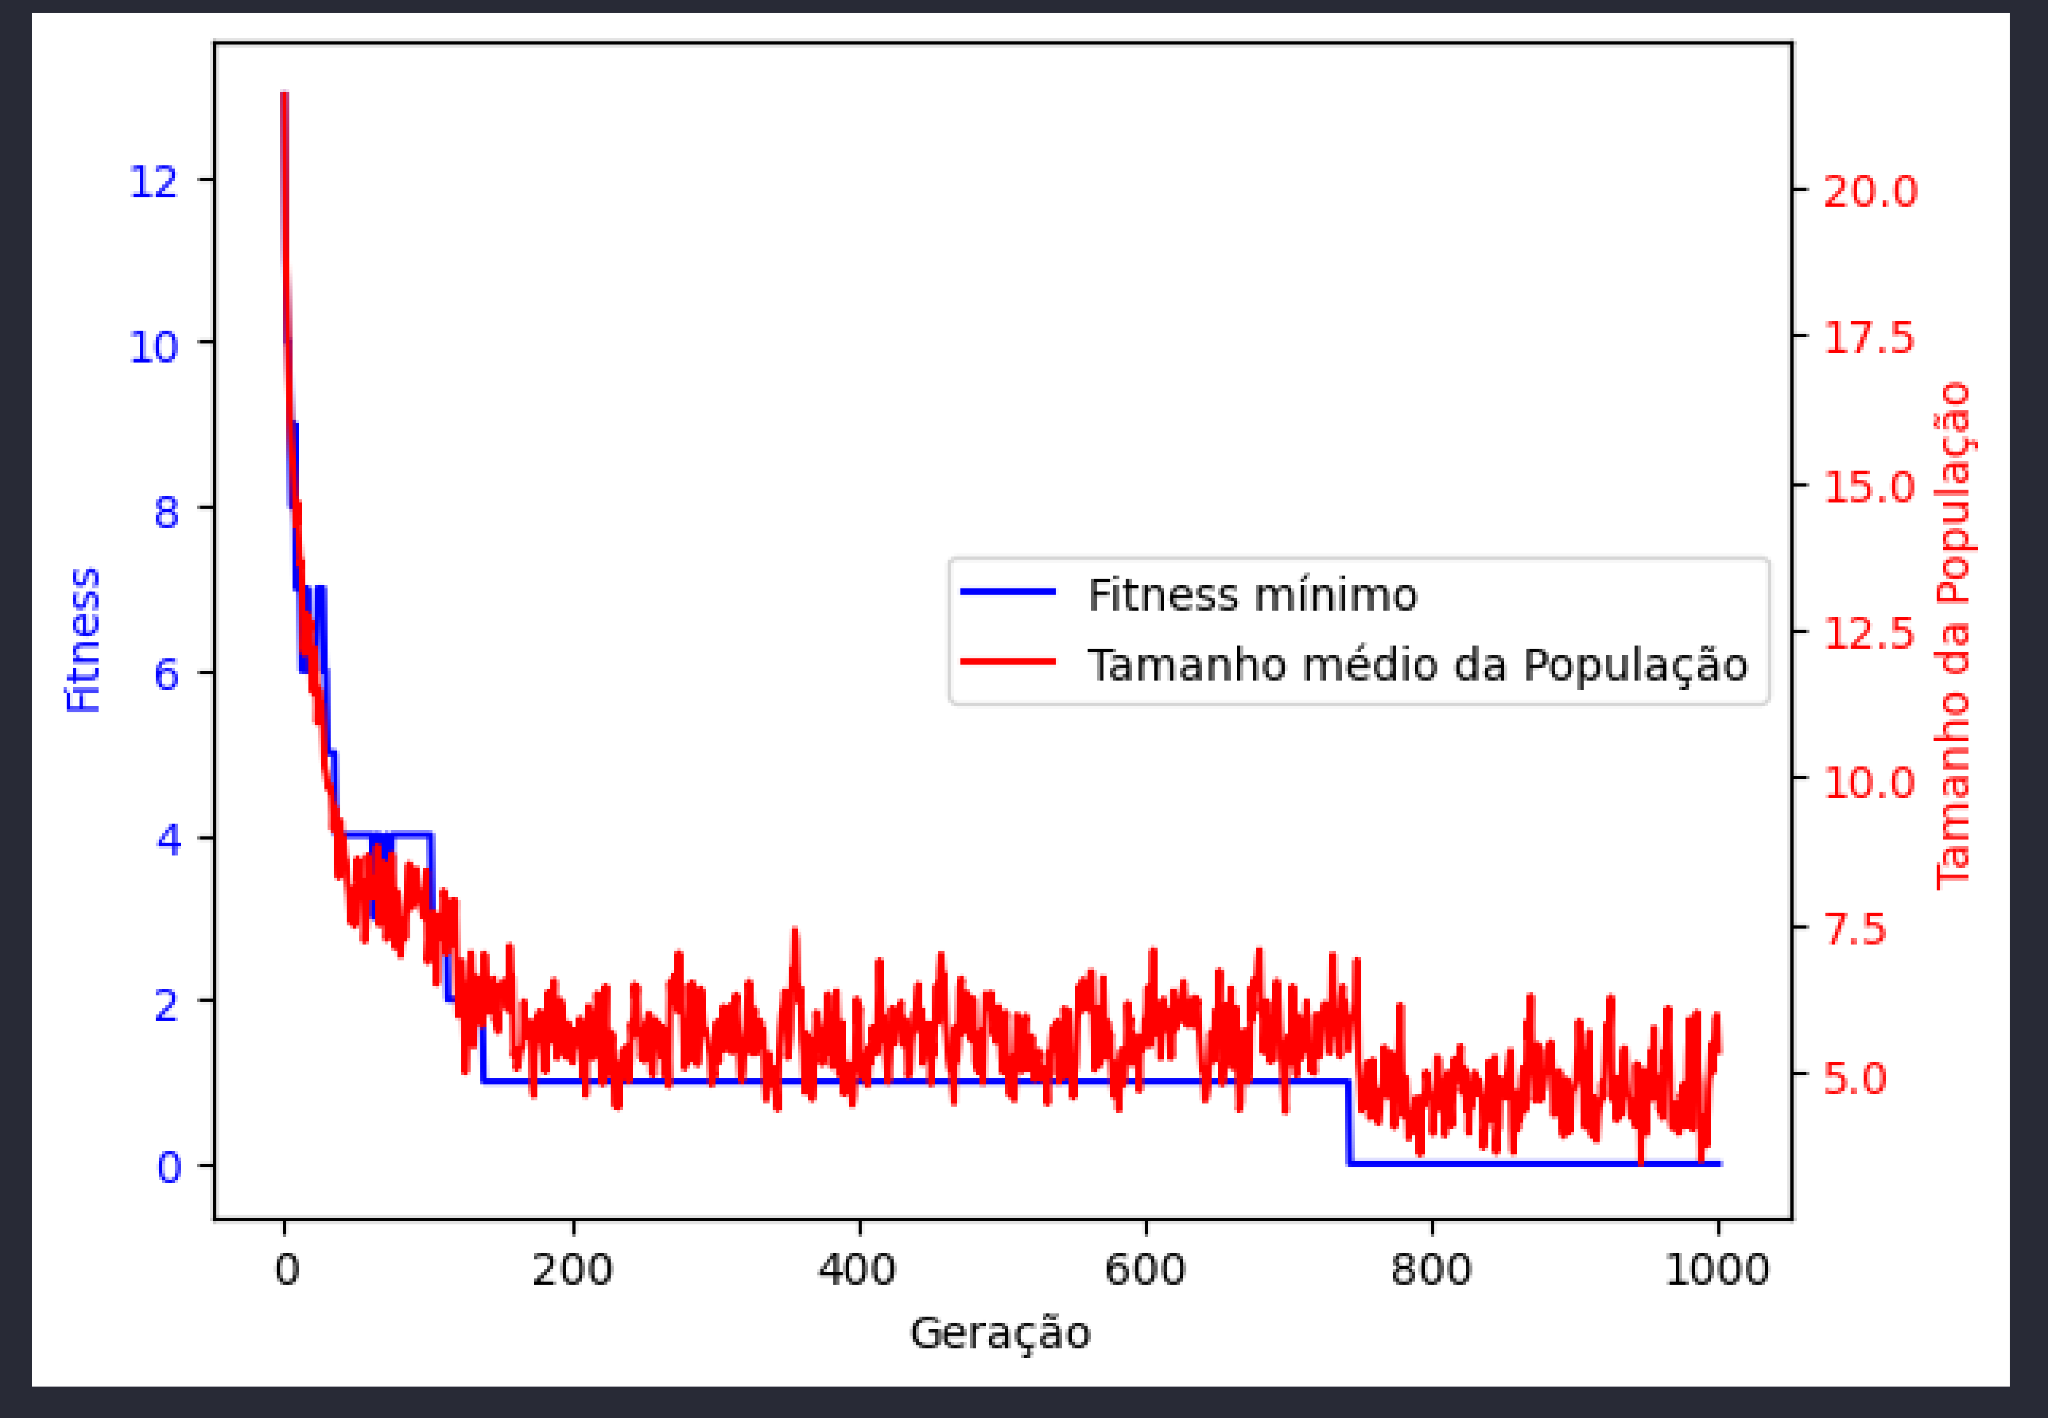 12
10
8
6
4
2
0
Fitness
20.0
17.5
15.0
12.5
10.0
7.5
5.0
Tamanho da População
Fitness mínimo
Tamanho médio da População
0 200 400 600 800 1000
Geração